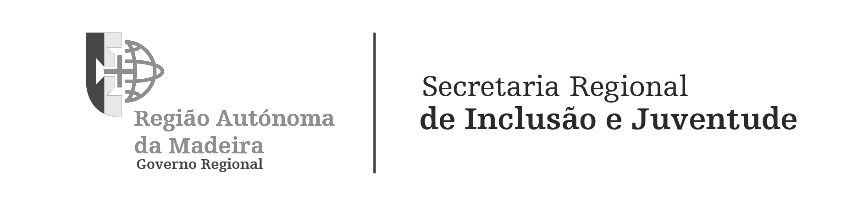 Região Autónoma
da Madeira
Governo Regional
Secretaria Regional
de Inclusão e Juventude